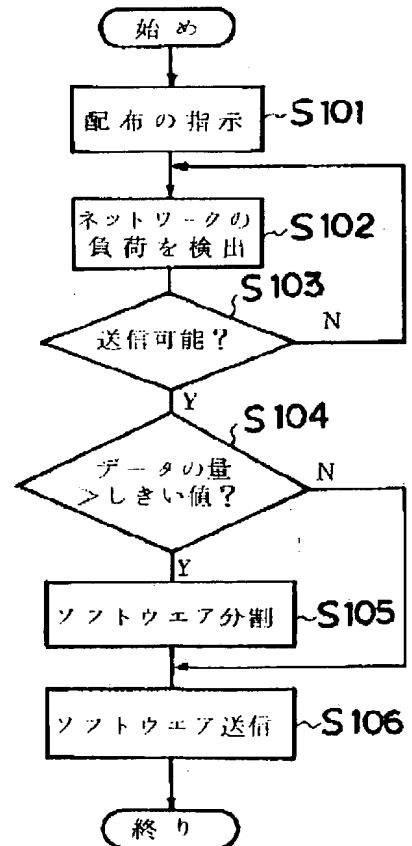 始め
配布の指示
S101
ネットワークの
負荷を検出
S102
S103
送信可能?
N
Y
S104
データの量
>しきい値?
N
Y
ソフトウエア分割
S105
ソフトウエア送信
S106
終り